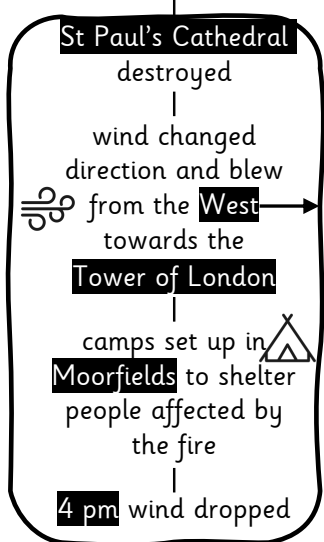 St Paul's Cathedral
destroyed
wind changed
direction and blew
from the West
towards the
Tower of London
camps set up in
Moorfields to shelter
people affected by
the fire
4 pm wind dropped